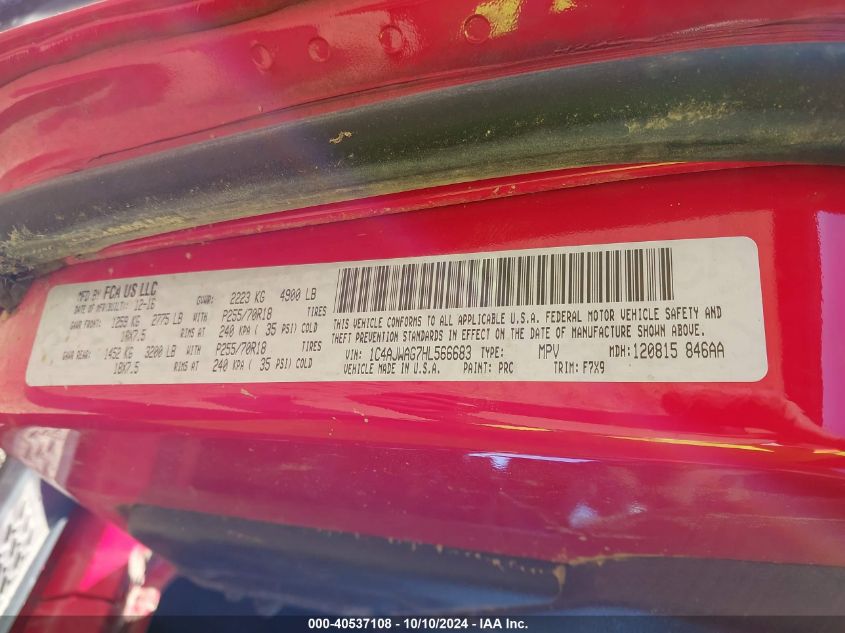 MFD BY FCA US LLC
DATE OF MFR/BUILT: 12-16 GVWR: 2223 KG 4900 LB
GAWR FRONT: 1259 KG 2775 LB WITH P255/70R18 TIRES
18X7.5 RIMS AT 240 KPA ( 35 PSI) COLD
GAWR REAR: 1452 KG 3200 LB WITH P255/70R18 TIRES
18X7.5 RIMS AT 240 KPA ( 35 PSI) COLD
THIS VEHICLE CONFORMS TO ALL APPLICABLE U.S.A. FEDERAL MOTOR VEHICLE SAFETY AND
THEFT PREVENTION STANDARDS IN EFFECT ON THE DATE OF MANUFACTURE SHOWN ABOVE.
VIN: 1C4AJWAG7HL566683 TYPE: MPV MDH: 120815 846AA
VEHICLE MADE IN U.S.A. PAINT: PRC TRIM: F7X9
000-40537108 - 10/10/2024 - IAA Inc.